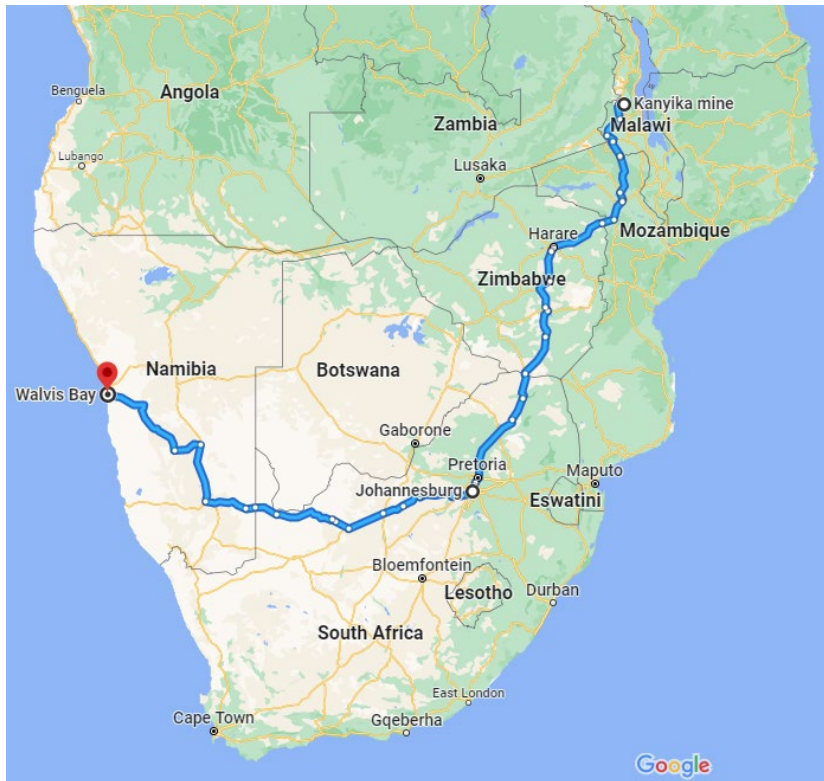 Benguela
Angola
Zambia
Kanyika mine
Malawi
Lubango
Lusaka
Harare
Mozambique
Zimbabwe
Namibia
Botswana
Walvis Bay
Gaborone
Pretoria
Johannesburg
Maputo
Eswatini
Bloemfontein
Lesotho
Durban
South Africa
East London
Cape Town
Gqeberha
Google